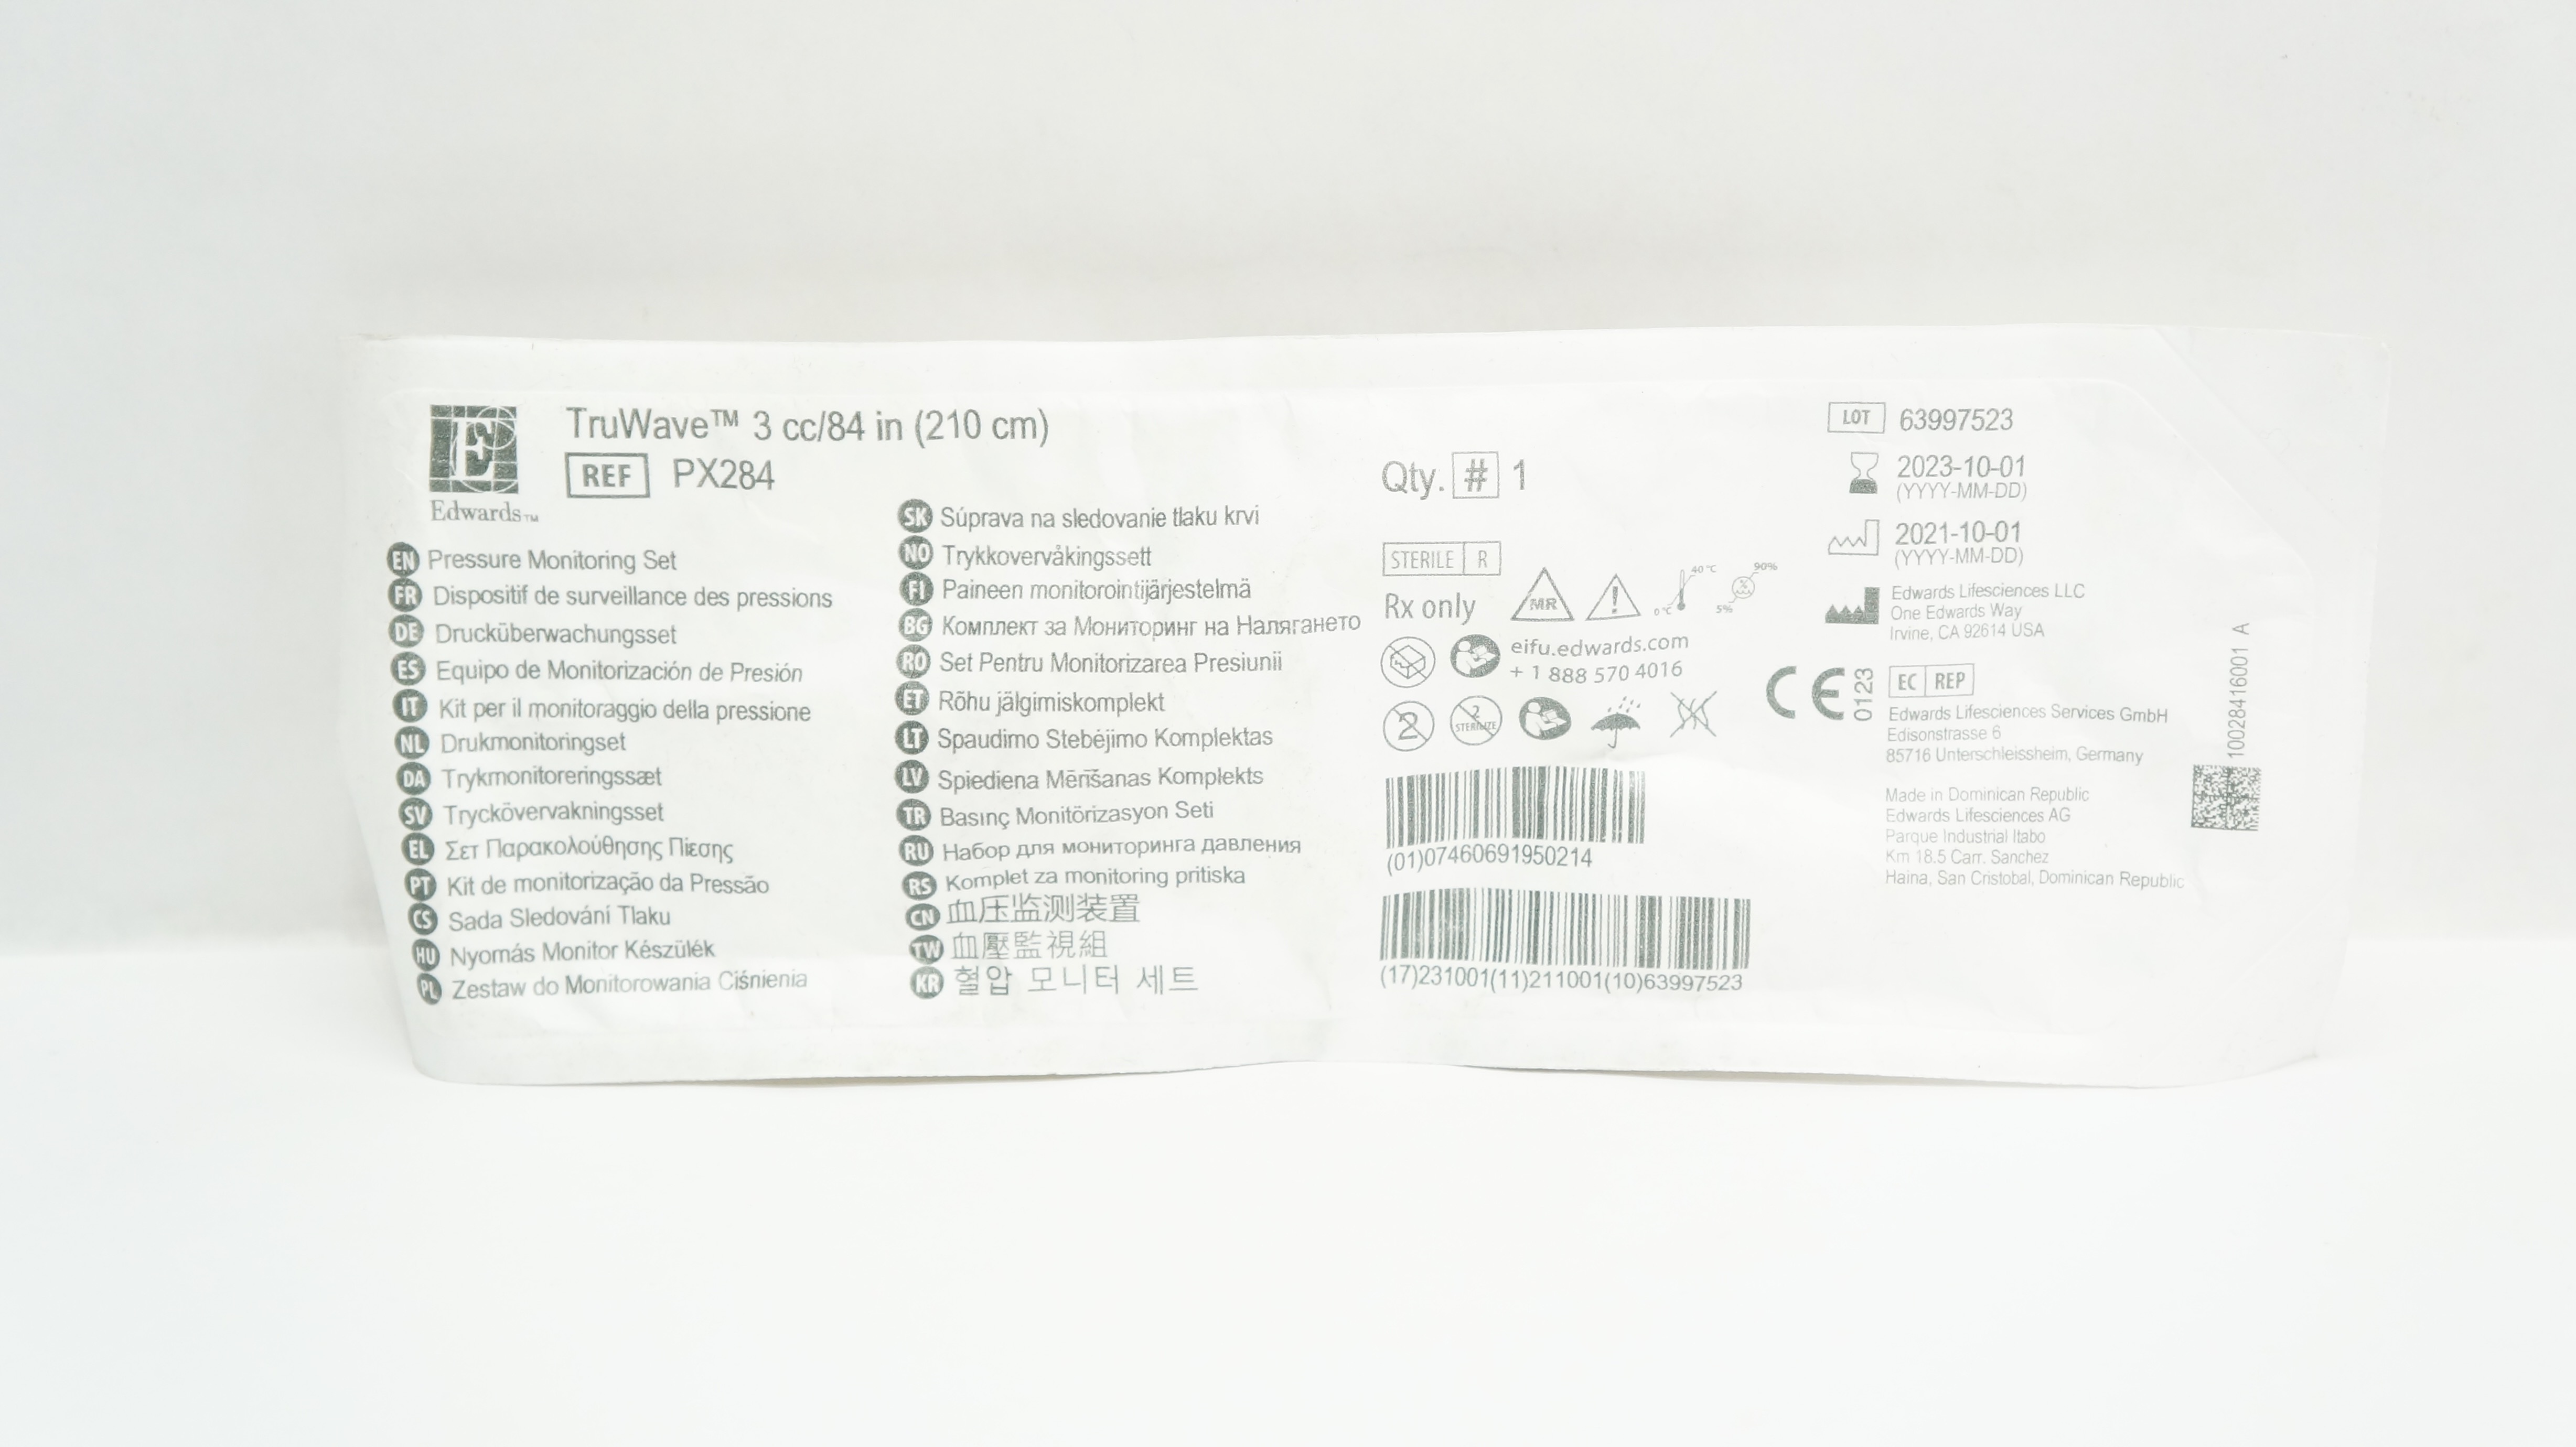 TruWave™ 3 cc/84 in (210 cm)
REF PX284
Edwards™
EN Pressure Monitoring Set
FR Dispositif de surveillance des pressions
DE Drucküberwachungsset
ES Equipo de Monitorización de Presión
IT Kit per il monitoraggio della pressione
NL Drukmonitoringset
DA Trykmonitoreringssæt
SV Tryckövervakningsset
EL Σετ Παρακολούθησης Πίεσης
PT Kit de monitorização da Pressão
CS Sada Sledování Tlaku
HU Nyomás Monitor Készülék
PL Zestaw do Monitorowania Ciśnienia
SK Súprava na sledovanie tlaku krvi
NO Trykkovervåkingssett
FI Paineen monitorointijärjestelmä
BG Комплект за Мониторинг на Налягането
RO Set Pentru Monitorizarea Presiunii
ET Rõhu jälgimiskomplekt
LT Spaudimo Stebėjimo Komplektas
LV Spiediena Mērīšanas Komplekts
TR Basınç Monitörizasyon Seti
RU Набор для мониторинга давления
RS Komplet za monitoring pritiska
CN 血压监测装置
TW 血壓監視組
KR 혈압 모니터 세트
Qty. # 1
STERILE R
Rx only
MR
40 °C
0 °C
90%
%
5%
eifu.edwards.com
+ 1 888 570 4016
2
2
STERILIZE
(01)07460691950214
(17)231001(11)211001(10)63997523
LOT 63997523
2023-10-01
(YYYY-MM-DD)
2021-10-01
(YYYY-MM-DD)
Edwards Lifesciences LLC
One Edwards Way
Irvine, CA 92614 USA
CE 0123
EC REP
Edwards Lifesciences Services GmbH
Edisonstrasse 6
85716 Unterschleissheim, Germany
Made in Dominican Republic
Edwards Lifesciences AG
Parque Industrial Itabo
Km 18.5 Carr. Sanchez
Haina, San Cristobal, Dominican Republic
10028416001 A